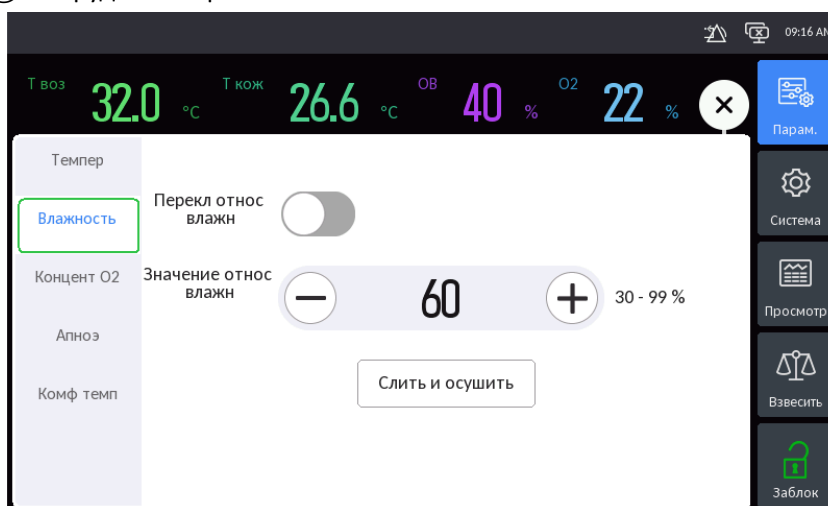 09:16 AM
Т воз 32.0 °C Т кож 26.6 °C ОВ 40 % O2 22 %
Парам.
Темпер
Влажность
Концент О2
Апноэ
Комф темп
Перекл относ
влажн
Значение относ
влажн
60
30 - 99 %
Слить и осушить
Система
Просмотр
Взвесить
Заблок